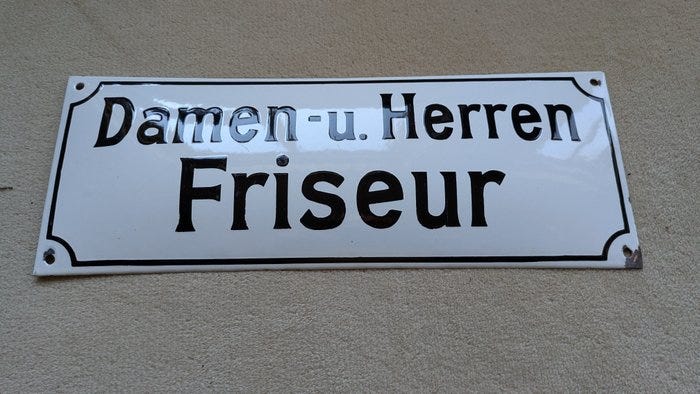 Damen- u. Herren
Friseur